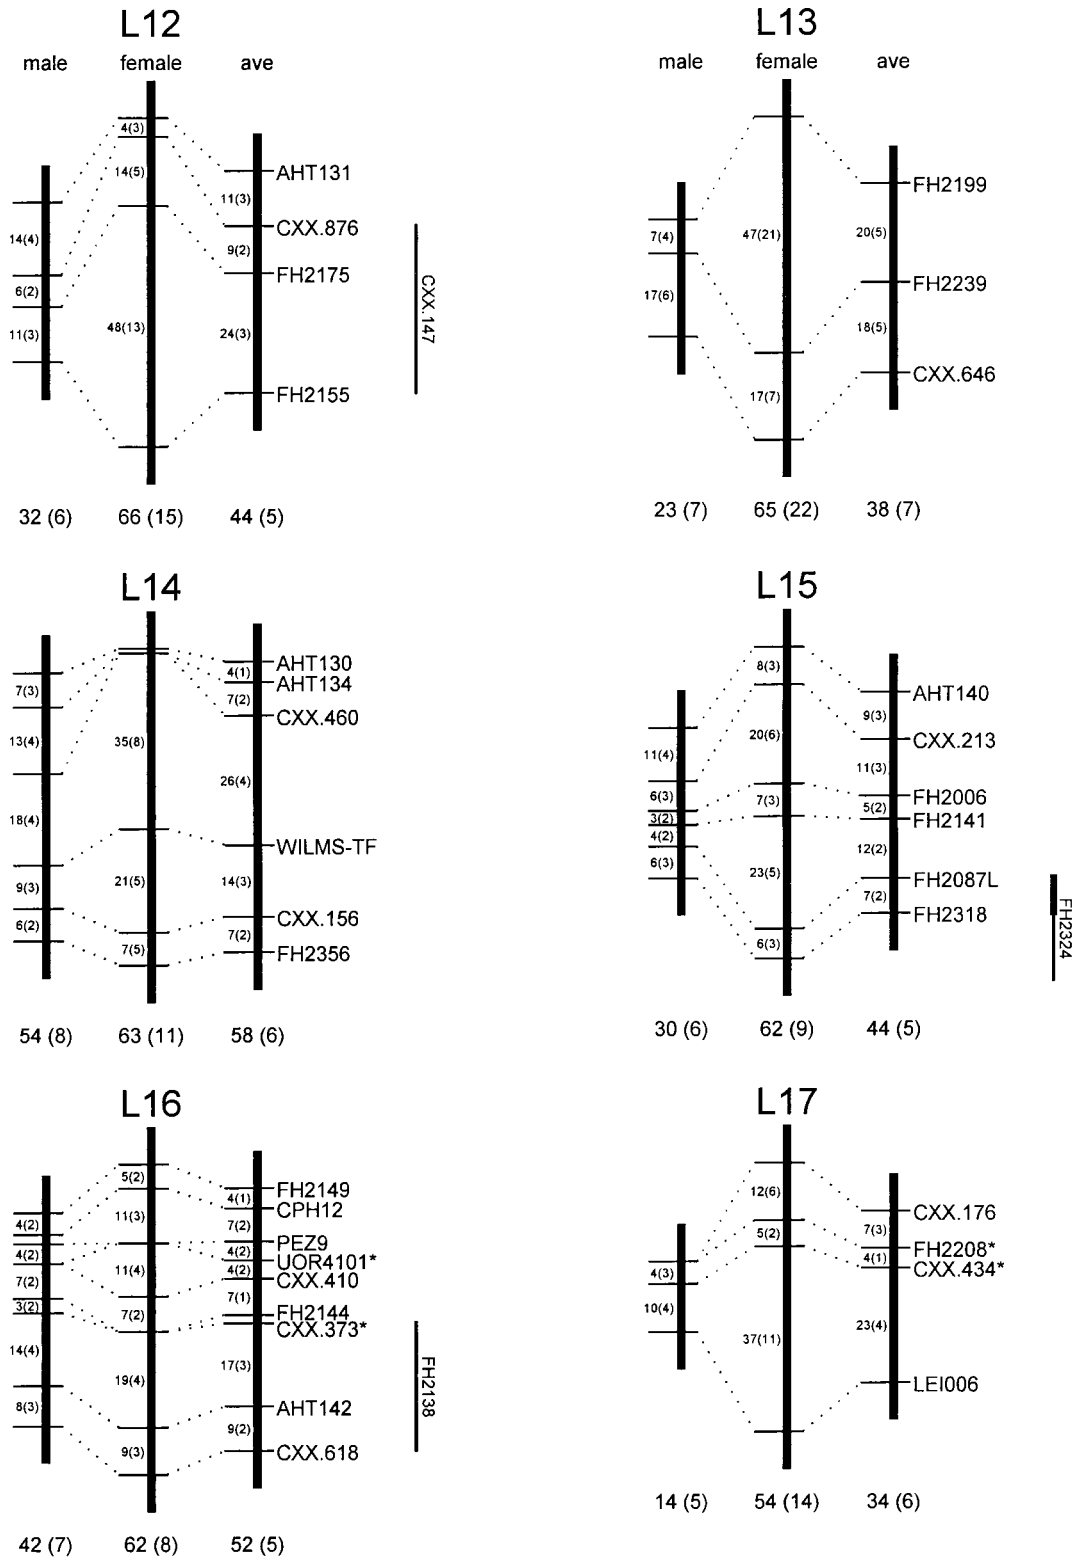 L12
male female ave
4(3)
14(5)
AHT131
11(3)
CXX.876
14(4)
9(2)
FH2175
6(2)
11(3)
48(13)
24(3)
CXX.147
FH2155
32 (6) 66 (15) 44 (5)
L13
male female ave
FH2199
7(4)
47(21)
20(5)
FH2239
17(6)
18(5)
CXX.646
17(7)
23 (7) 65 (22) 38 (7)
L14
AHT130
4(1)
AHT134
7(3)
7(2)
CXX.460
13(4)
35(8)
26(4)
18(4)
WILMS-TF
9(3)
21(5)
14(3)
CXX.156
6(2)
7(5)
7(2)
FH2356
54 (8) 63 (11) 58 (6)
L15
8(3)
AHT140
9(3)
20(6)
CXX.213
11(4)
11(3)
6(3)
7(3)
FH2006
5(2)
3(2)
FH2141
4(2)
12(2)
6(3)
23(5)
FH2087L
7(2)
FH2318
FH2324
6(3)
30 (6) 62 (9) 44 (5)
L16
5(2)
FH2149
4(1)
CPH12
4(2)
11(3)
7(2)
PEZ9
4(2)
4(2)
UOR4101*
11(4)
4(2)
CXX.410
7(2)
7(1)
3(2)
7(2)
FH2144
CXX.373*
14(4)
19(4)
17(3)
FH2138
8(3)
AHT142
9(2)
9(3)
CXX.618
42 (7) 62 (8) 52 (5)
L17
12(6)
CXX.176
7(3)
5(2)
FH2208*
4(1)
4(3)
CXX.434*
10(4)
37(11)
23(4)
LEI006
14 (5) 54 (14) 34 (6)